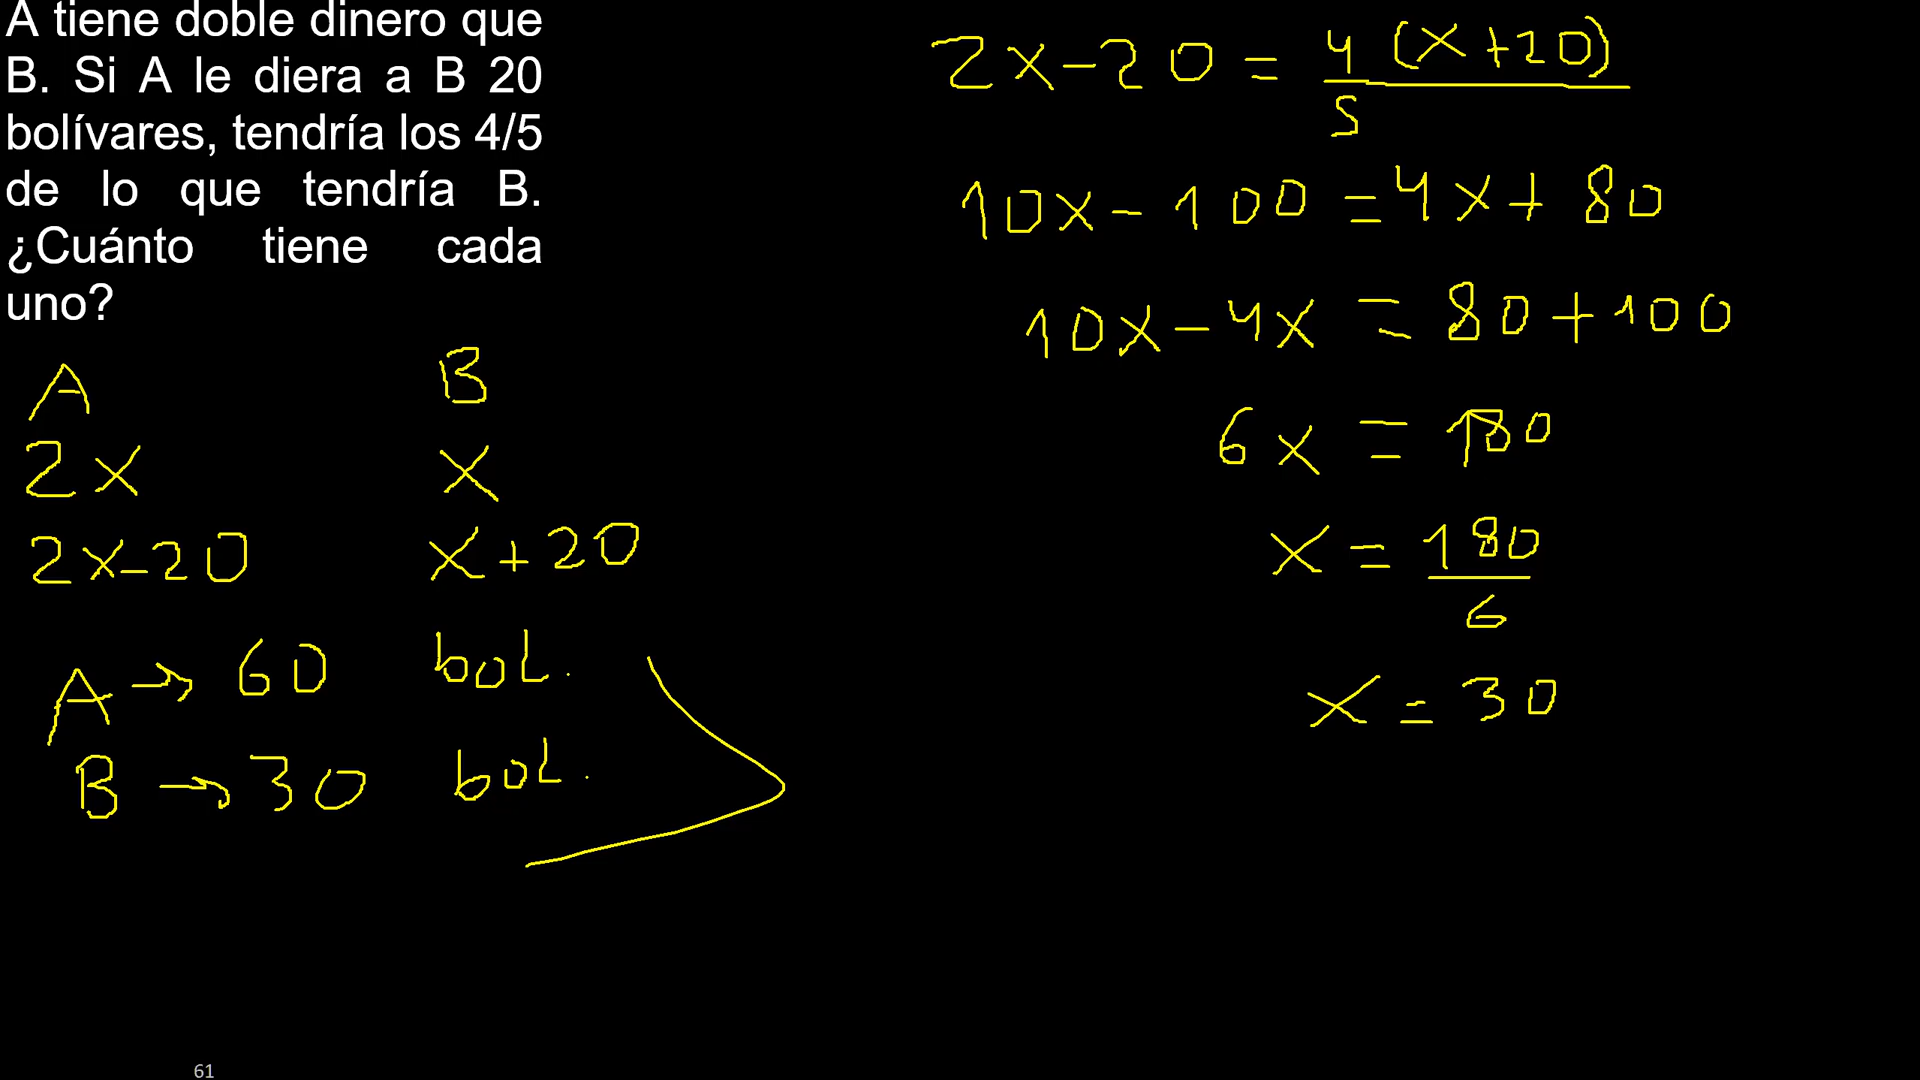 A tiene doble dinero que
B. Si A le diera a B 20
bolívares, tendría los 4/5
de lo que tendría B.
¿Cuánto tiene cada
uno?
A B
2x x
2x-20 x+20
A → 60 bol.
B → 30 bol.
2x-20 = 4(x+20)/5
10x-100=4x+80
10x-4x = 80+100
6x = 180
x = 180/6
x = 30
61